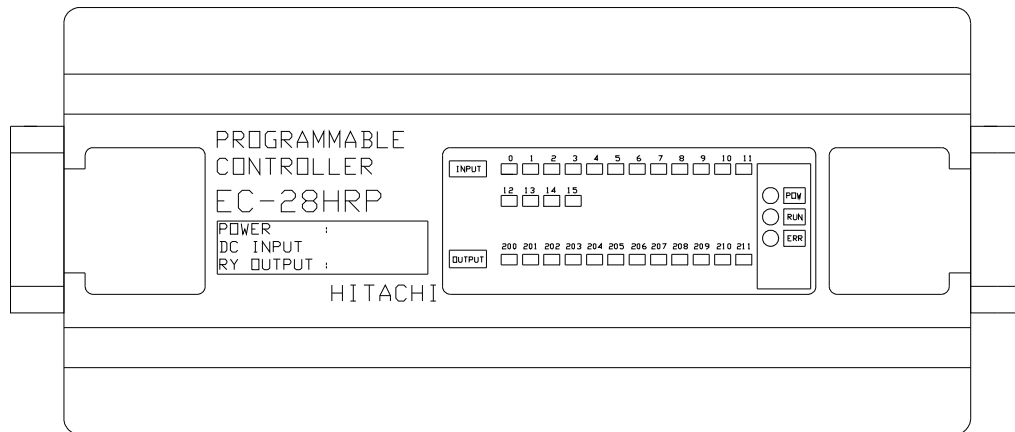 PROGRAMMABLE
CONTROLLER
EC-28HRP
POWER :
DC INPUT
RY OUTPUT :
HITACHI
INPUT 0 1 2 3 4 5 6 7 8 9 10 11
12 13 14 15
OUTPUT 200 201 202 203 204 205 206 207 208 209 210 211
POW
RUN
ERR